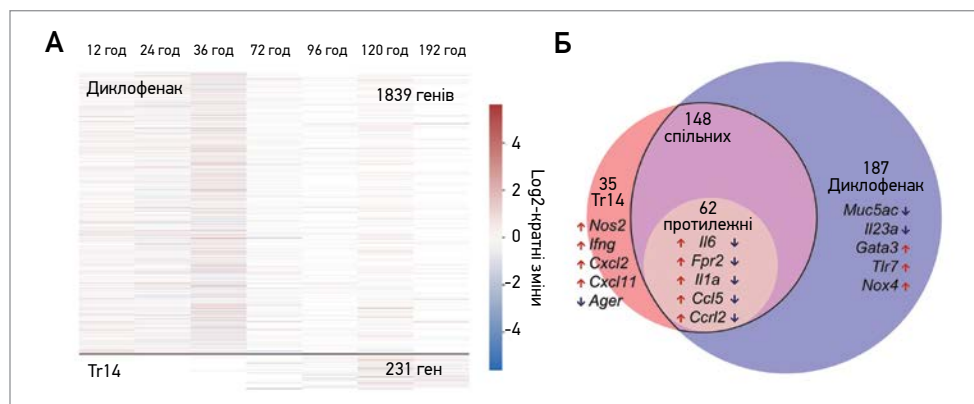 А
12 год 24 год 36 год 72 год 96 год 120 год 192 год
Диклофенак
1839 генів
Tr14
231 ген
4
2
0
-2
-4
Log2-кратні зміни
Б
148
спільних
35
Tr14
↑ Nos2
↑ Ifng
↑ Cxcl2
↑ Cxcl11
↓ Ager
62
протилежні
↑ Il6 ↓
↑ Fpr2 ↓
↑ Il1a ↓
↑ Ccl5 ↓
↑ Ccrl2 ↓
187
Диклофенак
Muc5ac ↓
Il23a ↓
Gata3 ↑
Tlr7 ↑
Nox4 ↑